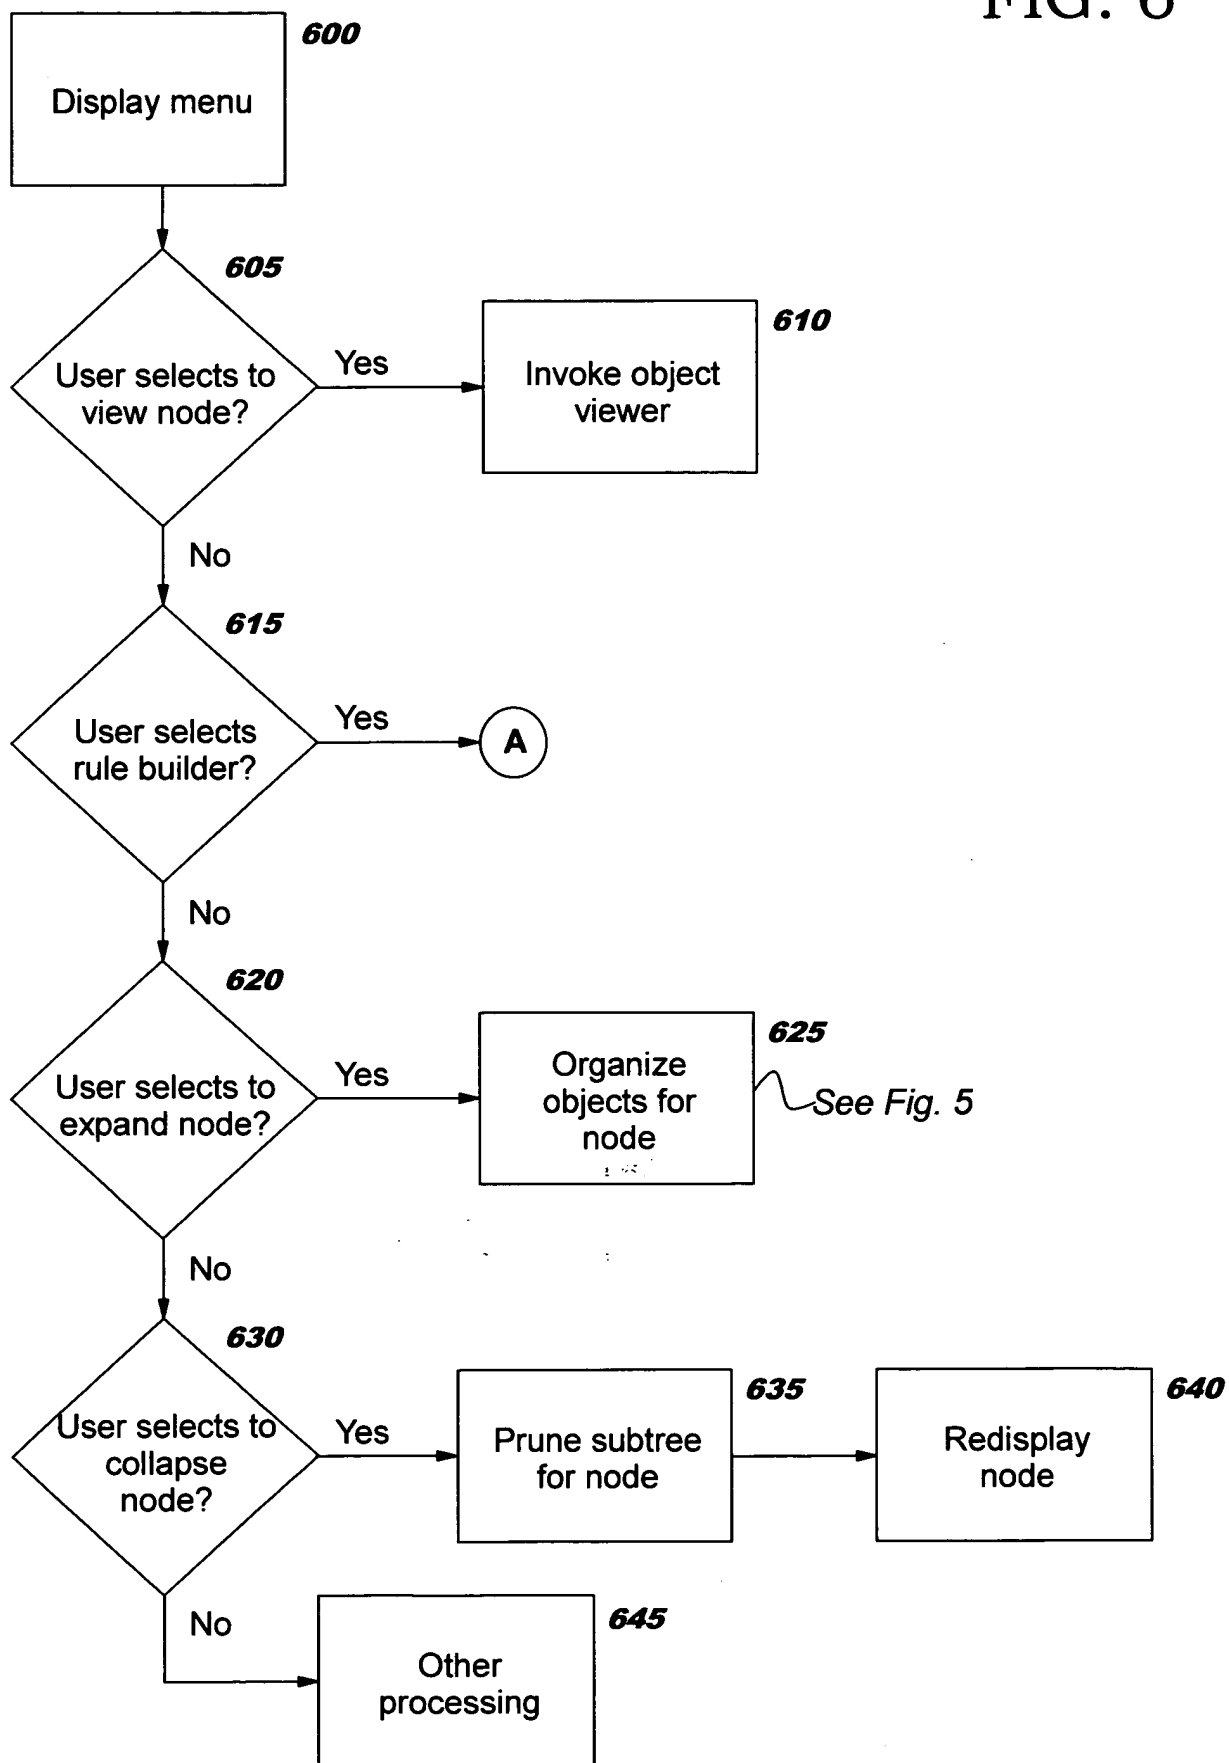 FIG. 6
600
Display menu
605
User selects to
view node?
Yes
610
Invoke object
viewer
No
615
User selects
rule builder?
Yes
A
No
620
User selects to
expand node?
Yes
625
Organize
objects for
node
See Fig. 5
No
630
User selects to
collapse
node?
Yes
635
Prune subtree
for node
640
Redisplay
node
No
645
Other
processing